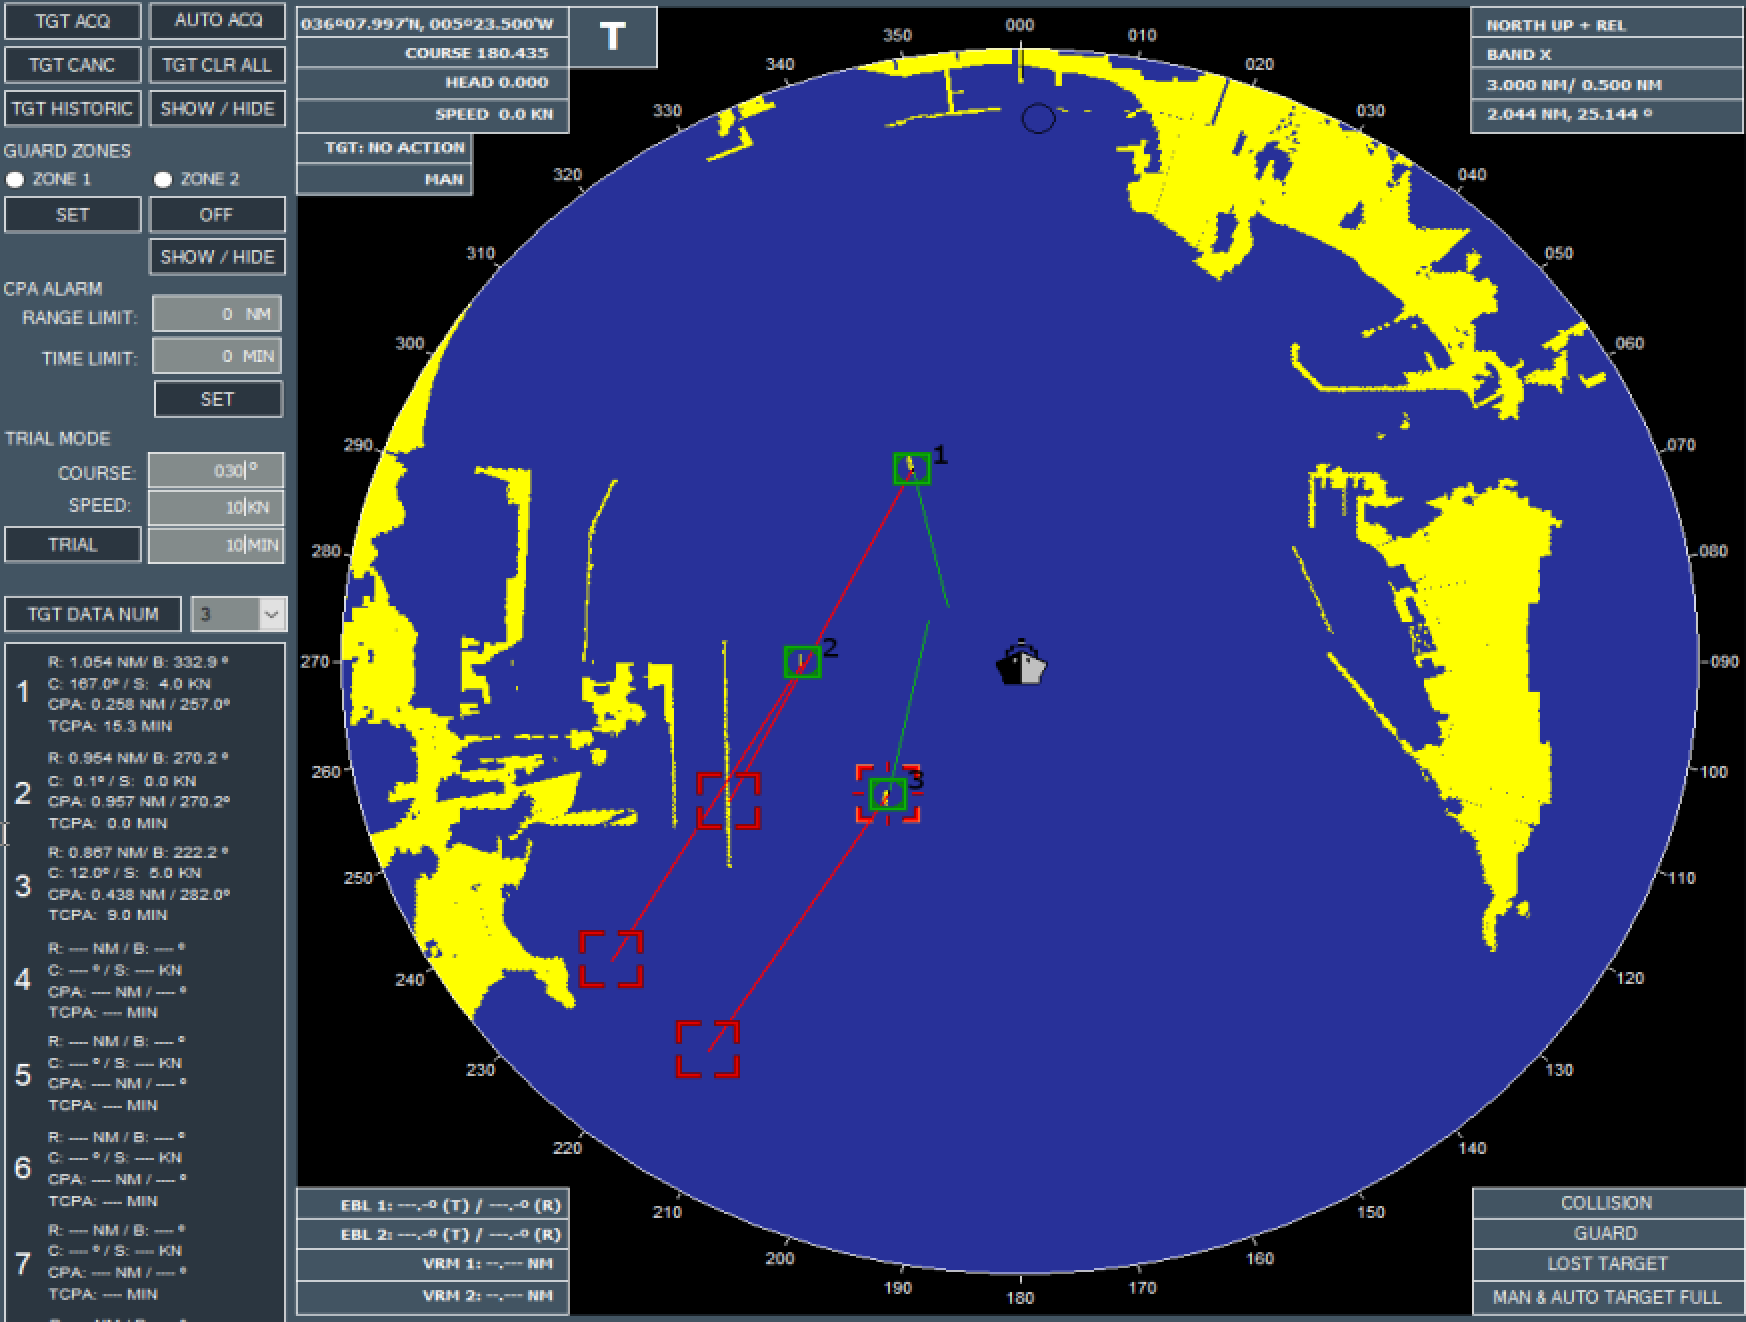 TGT ACQ
AUTO ACQ
TGT CANC
TGT CLR ALL
TGT HISTORIC
SHOW / HIDE
GUARD ZONES
ZONE 1
ZONE 2
SET
OFF
SHOW / HIDE
CPA ALARM
RANGE LIMIT: 0 NM
TIME LIMIT: 0 MIN
SET
TRIAL MODE
COURSE: 030 º
SPEED: 10 KN
TRIAL 10 MIN
TGT DATA NUM 3
1
R: 1.054 NM/ B: 332.9 º
C: 167.0º / S: 4.0 KN
CPA: 0.258 NM / 257.0º
TCPA: 15.3 MIN
2
R: 0.954 NM/ B: 270.2 º
C: 0.1º / S: 0.0 KN
CPA: 0.957 NM / 270.2º
TCPA: 0.0 MIN
3
R: 0.867 NM/ B: 222.2 º
C: 12.0º / S: 5.0 KN
CPA: 0.438 NM / 282.0º
TCPA: 9.0 MIN
4
R: ---- NM / B: ---- º
C: ---- º / S: ---- KN
CPA: ---- NM / ---- º
TCPA: ---- MIN
5
R: ---- NM / B: ---- º
C: ---- º / S: ---- KN
CPA: ---- NM / ---- º
TCPA: ---- MIN
6
R: ---- NM / B: ---- º
C: ---- º / S: ---- KN
CPA: ---- NM / ---- º
TCPA: ---- MIN
7
R: ---- NM / B: ---- º
C: ---- º / S: ---- KN
CPA: ---- NM / ---- º
TCPA: ---- MIN
036º07.997'N, 005º23.500'W
COURSE 180.435
HEAD 0.000
SPEED 0.0 KN
TGT: NO ACTION
MAN
T
NORTH UP + REL
BAND X
3.000 NM/ 0.500 NM
2.044 NM, 25.144 º
000
010
020
030
040
050
060
070
080
090
100
110
120
130
140
150
160
170
180
190
200
210
220
230
240
250
260
270
280
290
300
310
320
330
340
350
1
2
3
EBL 1: ---.-º (T) / ---.-º (R)
EBL 2: ---.-º (T) / ---.-º (R)
VRM 1: --.--- NM
VRM 2: --.--- NM
COLLISION
GUARD
LOST TARGET
MAN & AUTO TARGET FULL